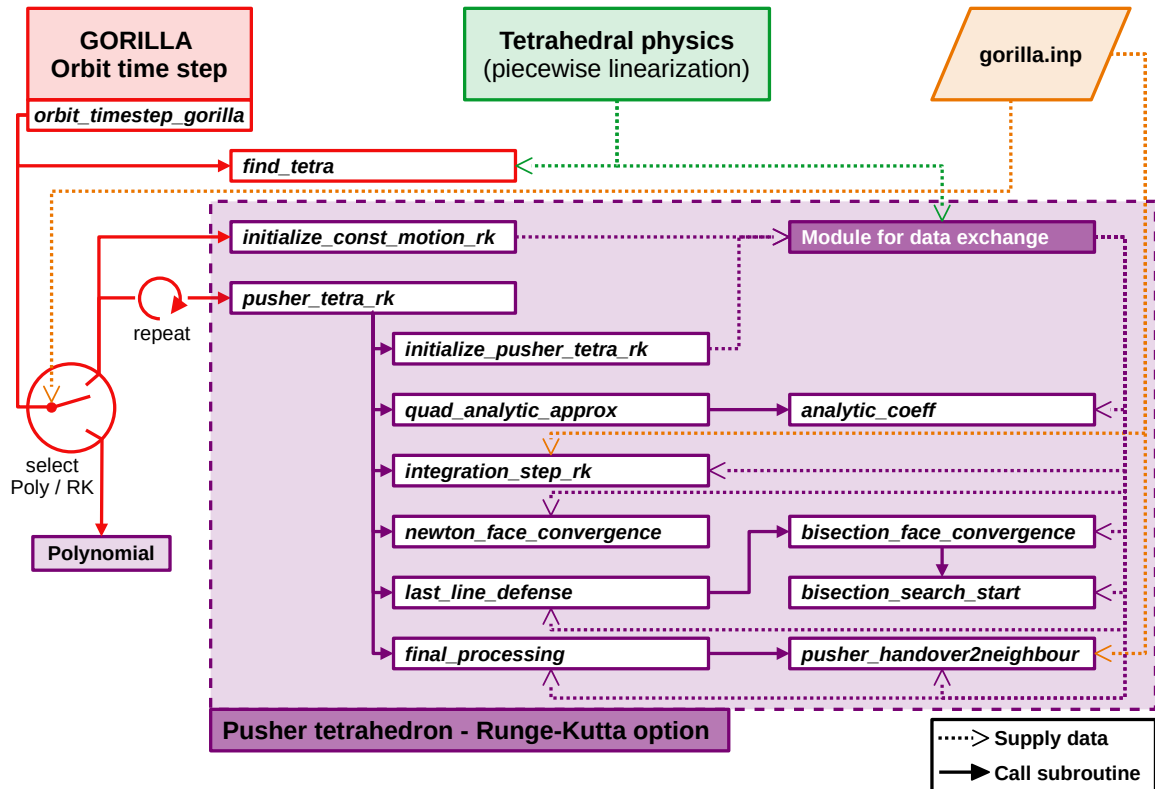 GORILLA
Orbit time step
orbit_timestep_gorilla
Tetrahedral physics
(piecewise linearization)
gorilla.inp
find_tetra
initialize_const_motion_rk
Module for data exchange
pusher_tetra_rk
repeat
initialize_pusher_tetra_rk
quad_analytic_approx
analytic_coeff
select
Poly / RK
integration_step_rk
newton_face_convergence
bisection_face_convergence
Polynomial
last_line_defense
bisection_search_start
final_processing
pusher_handover2neighbour
Pusher tetrahedron - Runge-Kutta option
Supply data
Call subroutine